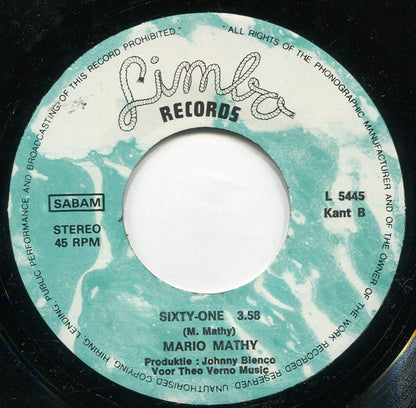 ALL RIGHTS OF THE PHONOGRAPHIC MANUFACTURER AND OF THE OWNER OF THE WORK RECORDED RESERVED. UNAUTHORISED COPYING, HIRING, LENDING, PUBLIC PERFORMANCE AND BROADCASTING OF THIS RECORD PROHIBITED.
Limbo
RECORDS
SABAM
STEREO
45 RPM
L 5445
Kant B
SIXTY-ONE 3.58
(M. Mathy)
MARIO MATHY
Produktie : Johnny Blenco
Voor Theo Verno Music